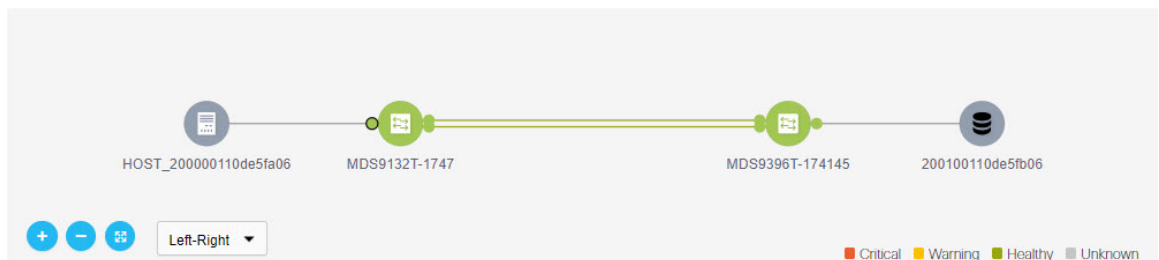 HOST_200000110de5fa06 MDS9132T-1747 MDS9396T-174145 200100110de5fb06
Left-Right
Critical Warning Healthy Unknown